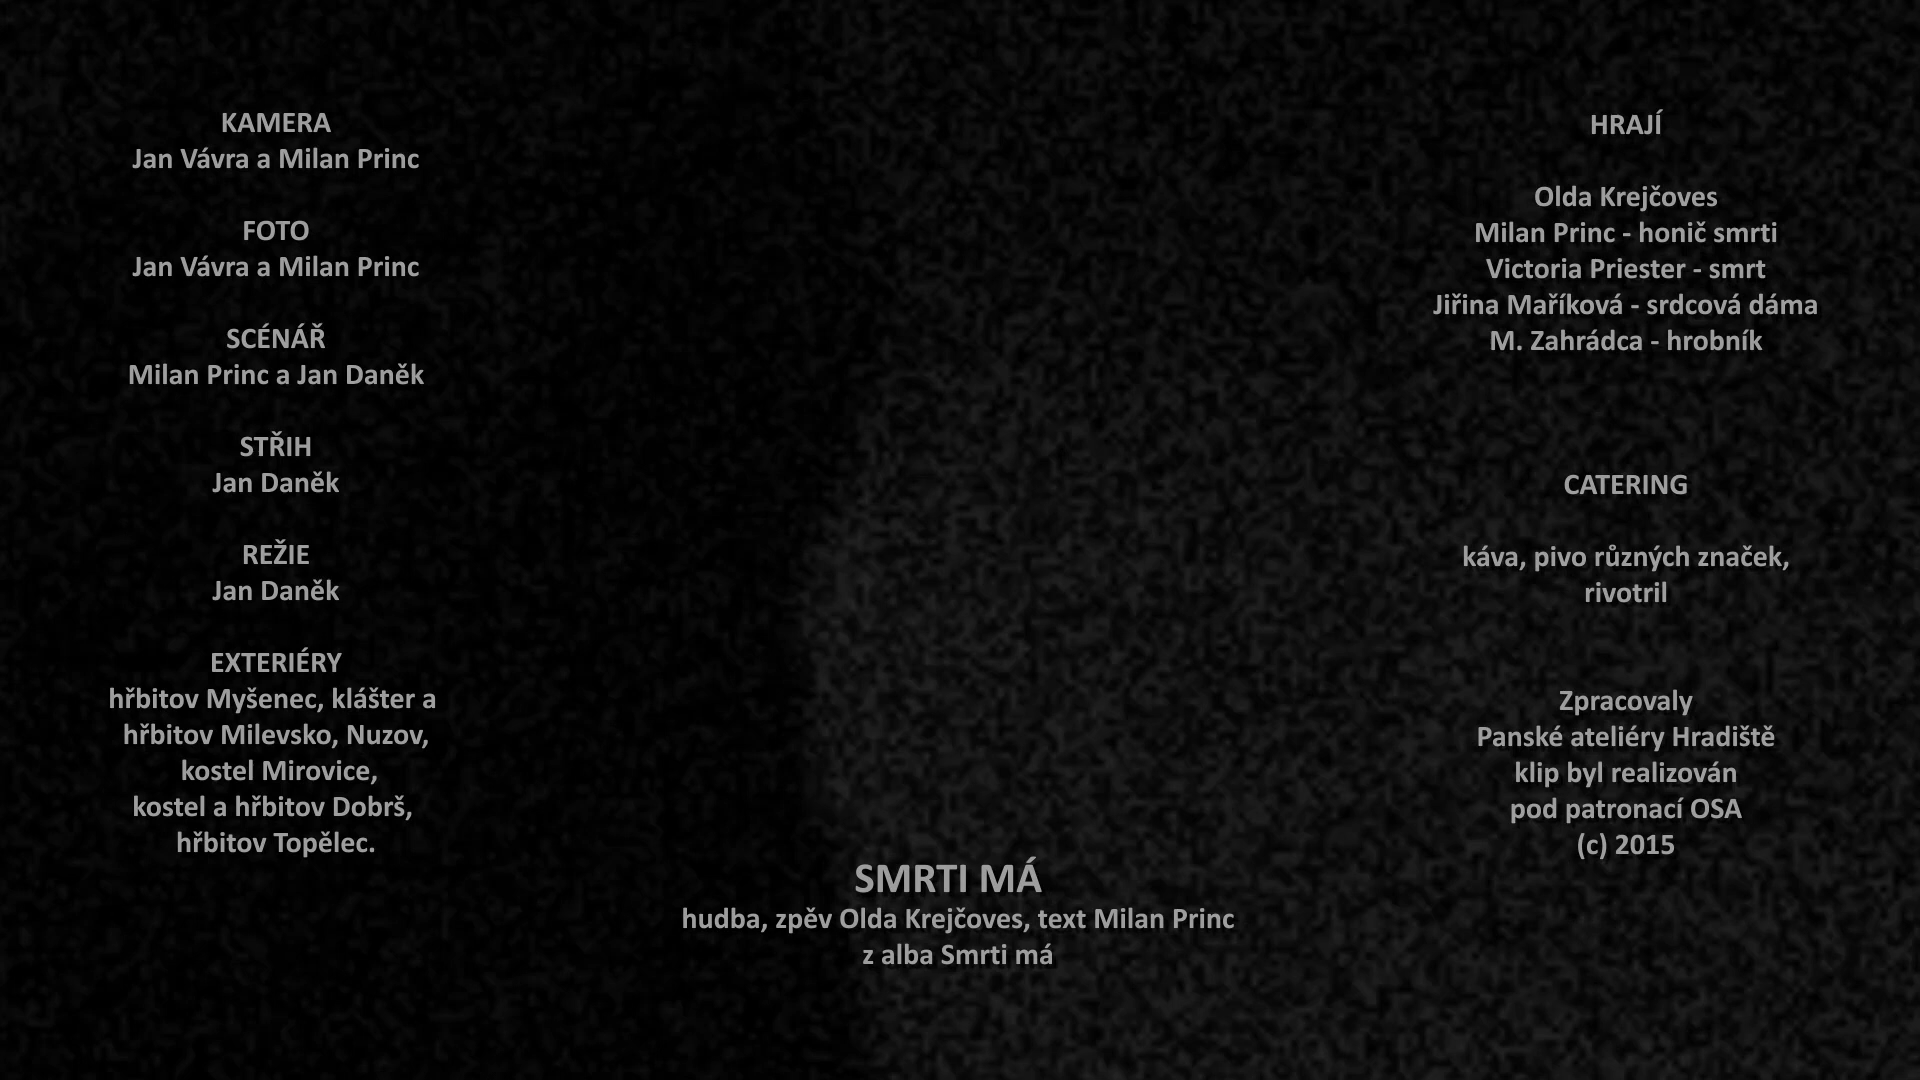 KAMERA
Jan Vávra a Milan Princ
FOTO
Jan Vávra a Milan Princ
SCÉNÁŘ
Milan Princ a Jan Daněk
STŘIH
Jan Daněk
REŽIE
Jan Daněk
EXTERIÉRY
hřbitov Myšenec, klášter a
hřbitov Milevsko, Nuzov,
kostel Mirovice,
kostel a hřbitov Dobrš,
hřbitov Topělec.
SMRTI MÁ
hudba, zpěv Olda Krejčoves, text Milan Princ
z alba Smrti má
HRAJÍ
Olda Krejčoves
Milan Princ - honič smrti
Victoria Priester - smrt
Jiřina Maříková - srdcová dáma
M. Zahrádca - hrobník
CATERING
káva, pivo různých značek,
rivotril
Zpracovaly
Panské ateliéry Hradiště
klip byl realizován
pod patronací OSA
(c) 2015